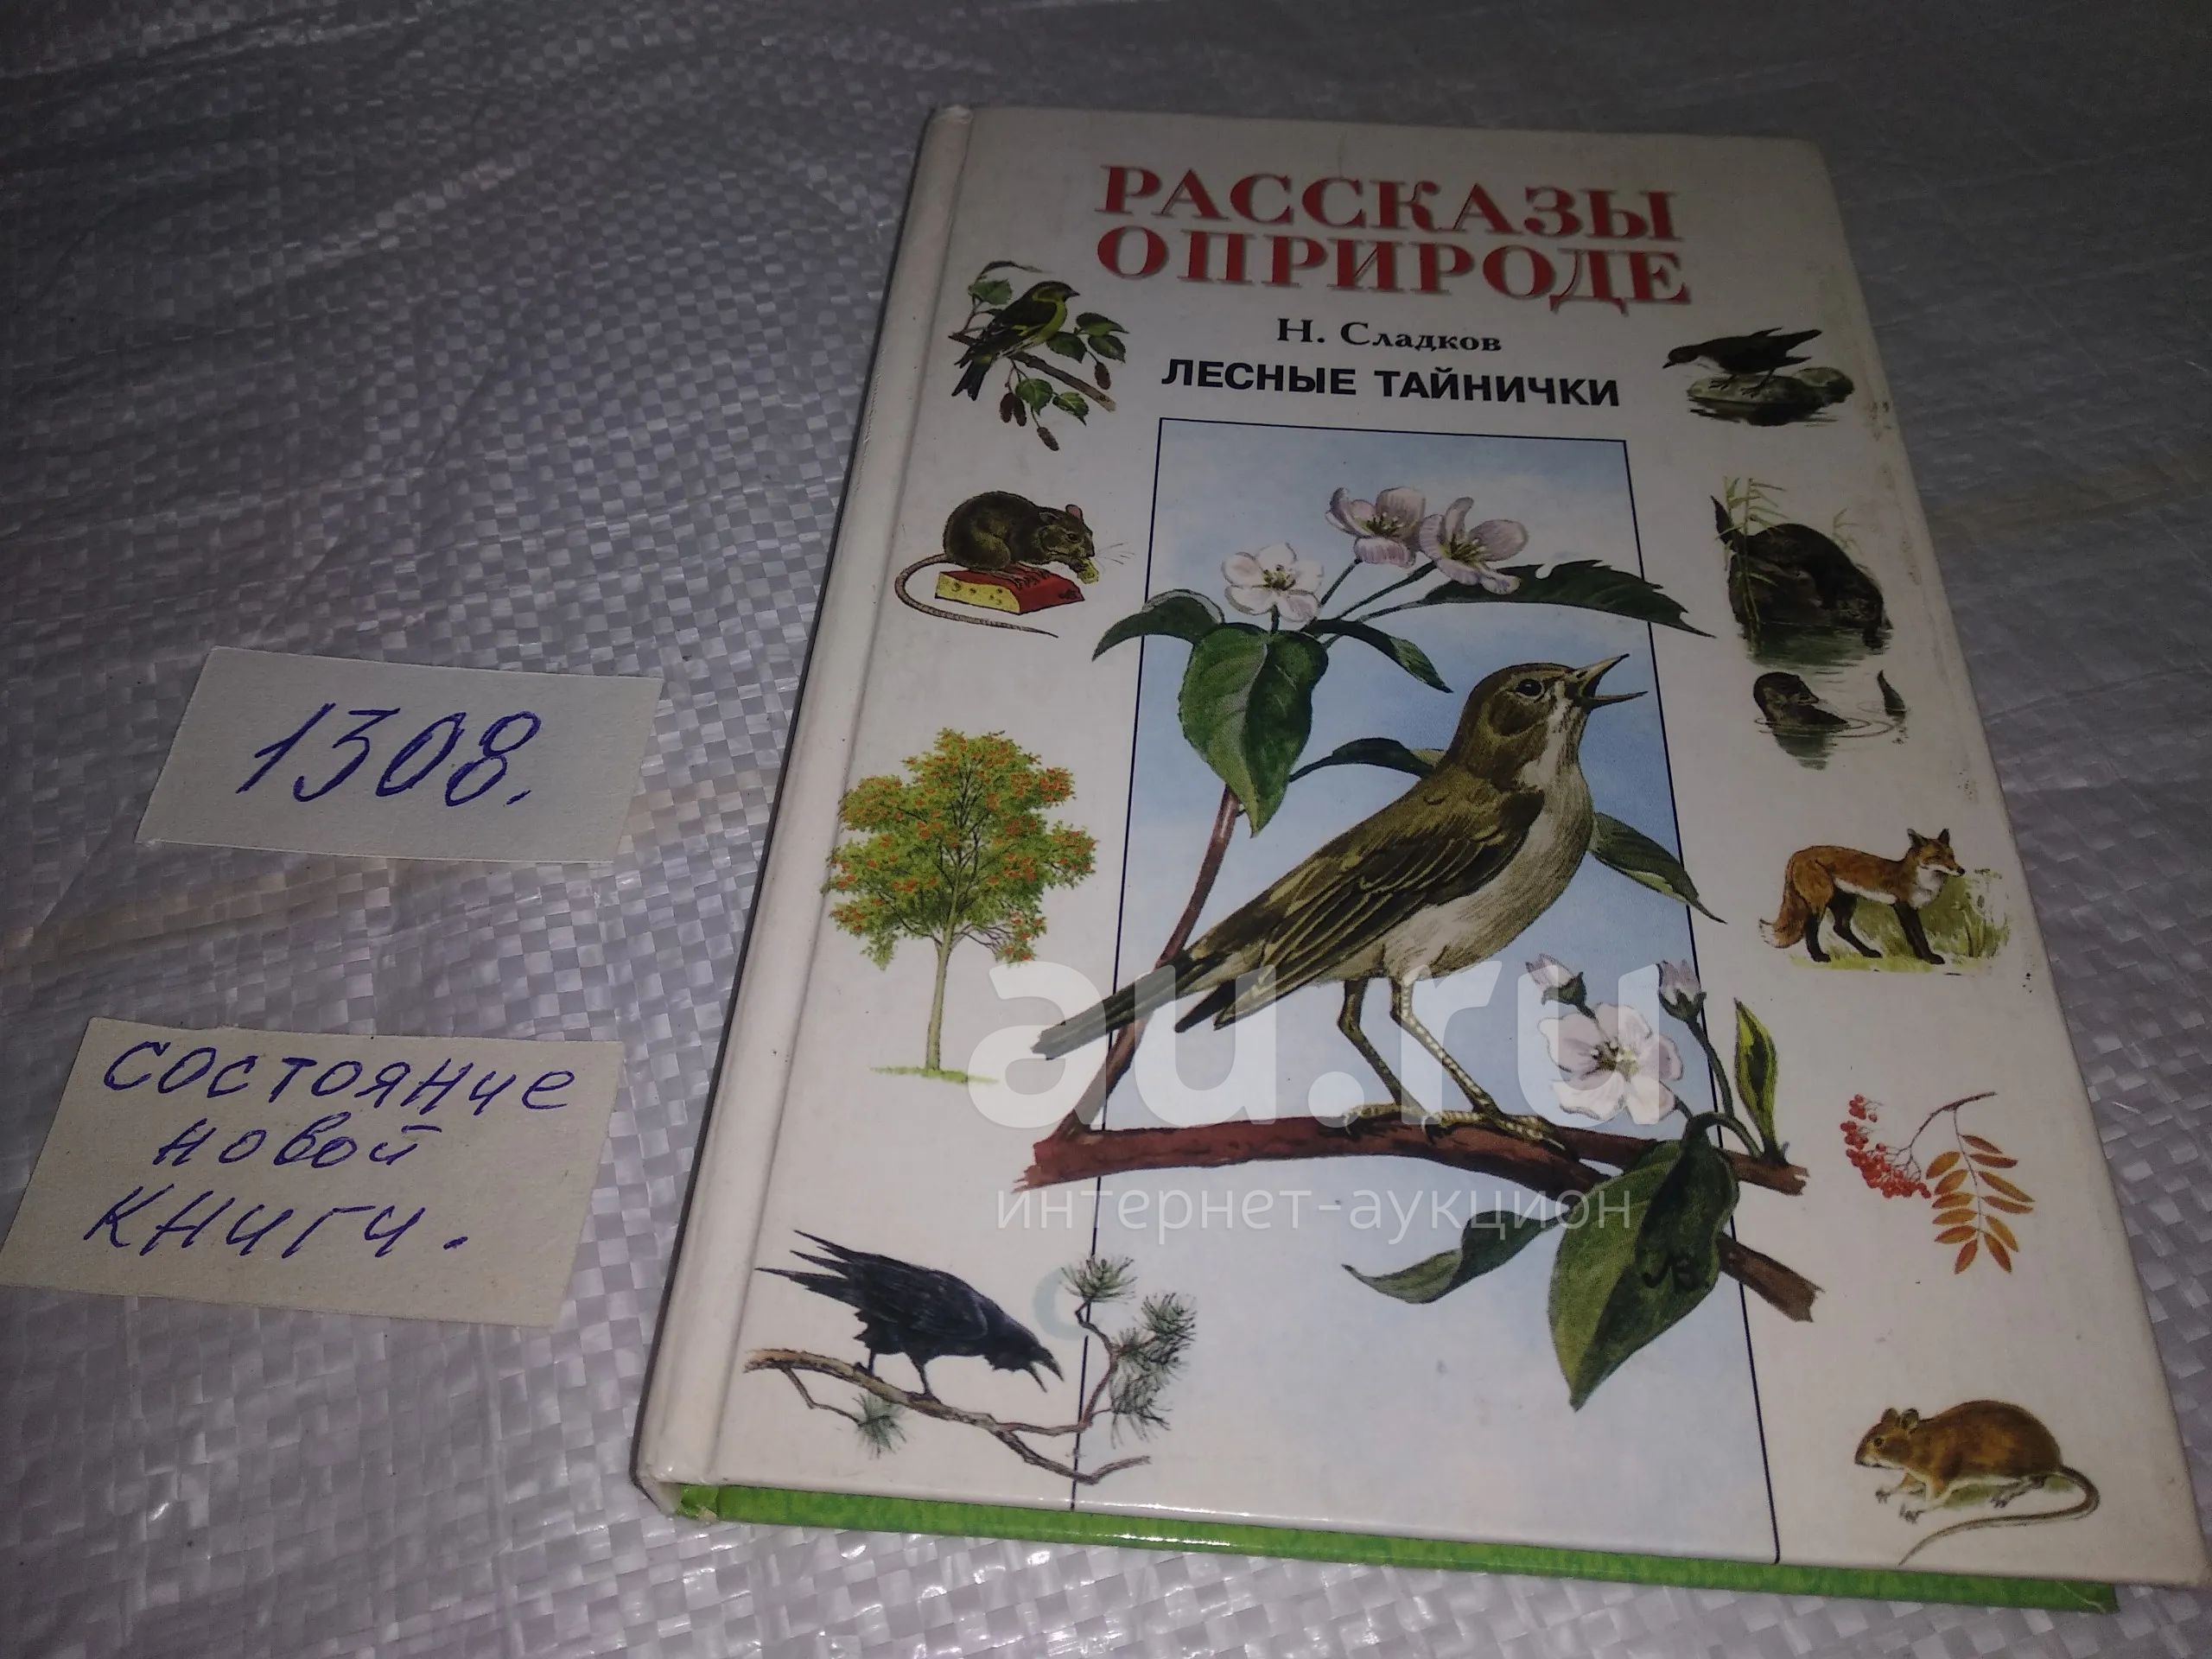 РАССКАЗЫ
О ПРИРОДЕ
Н. Сладков
ЛЕСНЫЕ ТАЙНИЧКИ
1308.
состояние
новой
книги.
au.ru
интернет-аукцион